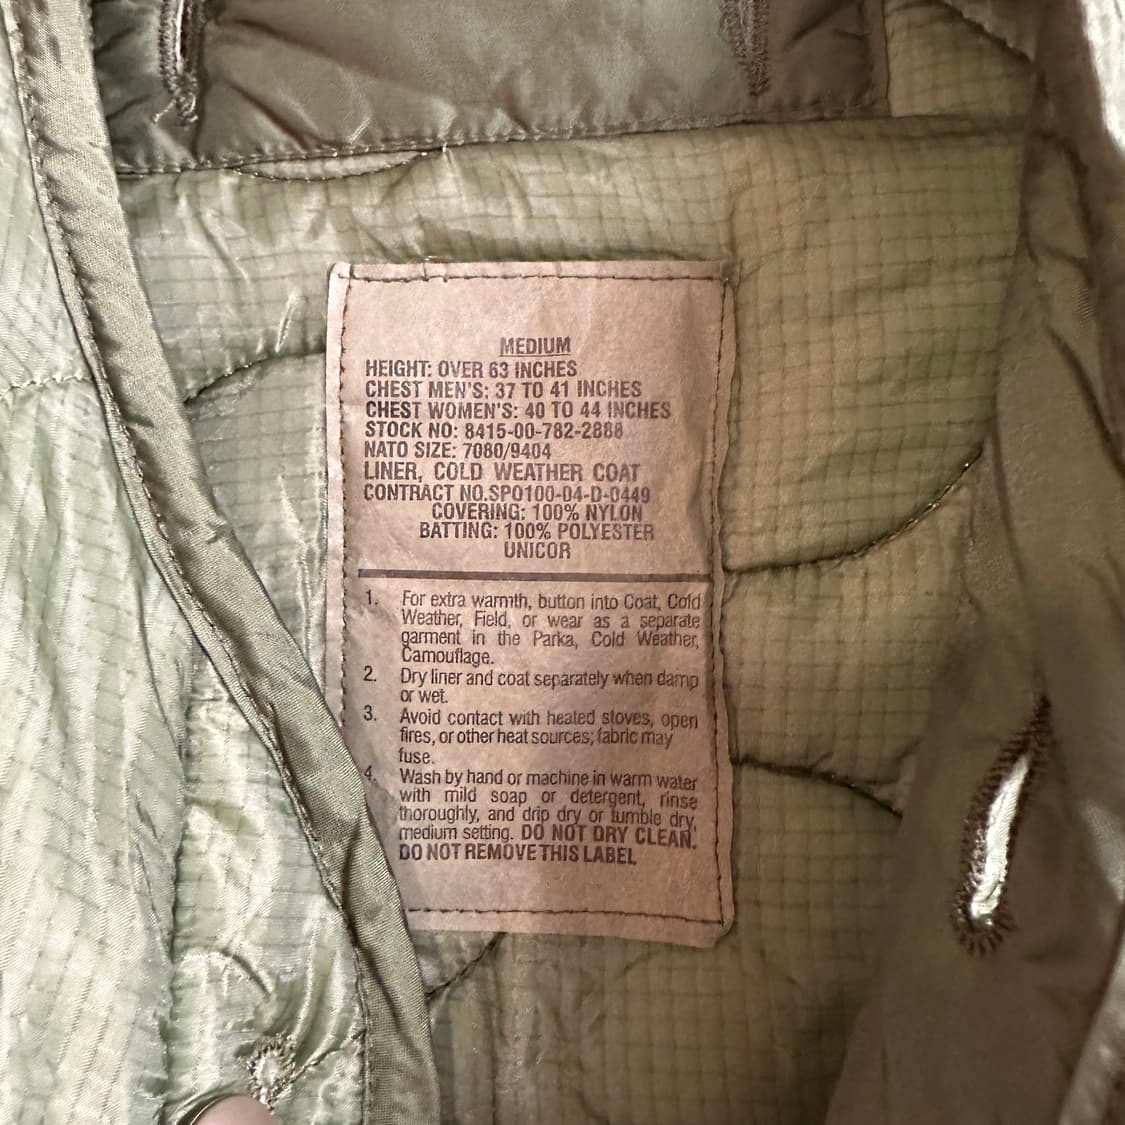 MEDIUM
HEIGHT: OVER 63 INCHES
CHEST MEN'S: 37 TO 41 INCHES
CHEST WOMEN'S: 40 TO 44 INCHES
STOCK NO: 8415-00-782-2888
NATO SIZE: 7080/9404
LINER, COLD WEATHER COAT
CONTRACT NO.SPO100-04-D-0449
COVERING: 100% NYLON
BATTING: 100% POLYESTER
UNICOR
1. For extra warmth, button into Coat, Cold
Weather, Field, or wear as a separate
garment in the Parka, Cold Weather,
Camouflage.
2. Dry liner and coat separately when damp
or wet.
3. Avoid contact with heated stoves, open
fires, or other heat sources; fabric may
fuse.
4. Wash by hand or machine in warm water
with mild soap or detergent, rinse
thoroughly, and drip dry or tumble dry,
medium setting. DO NOT DRY CLEAN.
DO NOT REMOVE THIS LABEL